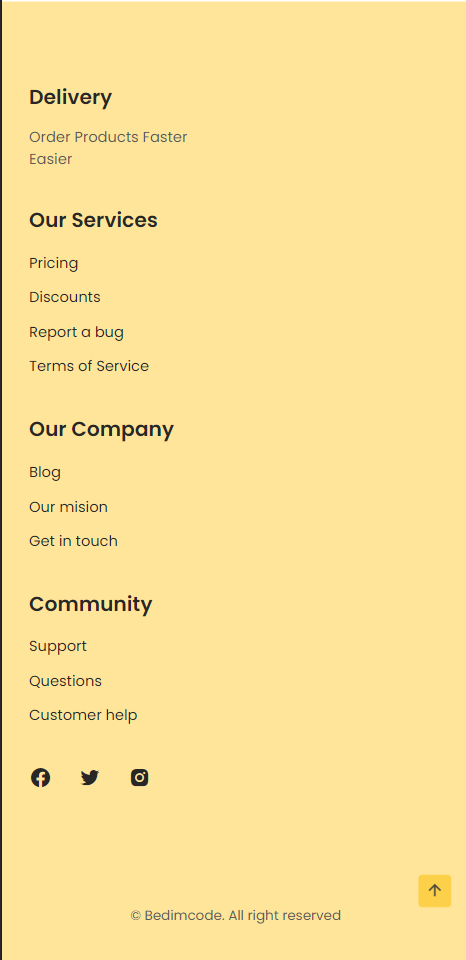 Delivery
Order Products Faster
Easier
Our Services
Pricing
Discounts
Report a bug
Terms of Service
Our Company
Blog
Our mision
Get in touch
Community
Support
Questions
Customer help
© Bedimcode. All right reserved